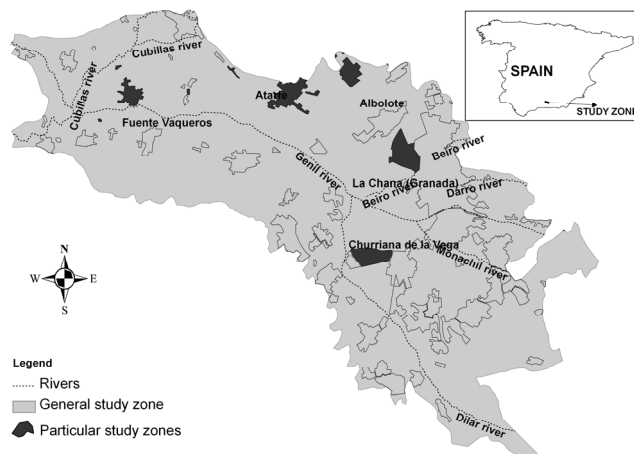 SPAIN
STUDY ZONE
Cubillas river
Cubillas river
Atarfe
Albolote
Fuente Vaqueros
Beiro river
Genil river
La Chana (Granada)
Beiro river
Darro river
Churriana de la Vega
Monachil river
N
W E
S
Legend
Rivers
General study zone
Particular study zones
Dilar river